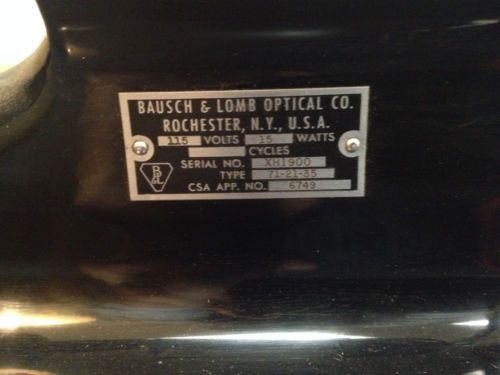 BAUSCH & LOMB OPTICAL CO.
ROCHESTER, N.Y., U.S.A.
115 VOLTS 15 WATTS
CYCLES
SERIAL NO. XH1900
TYPE 71-21-35
CSA APP. NO. 6749
B&L